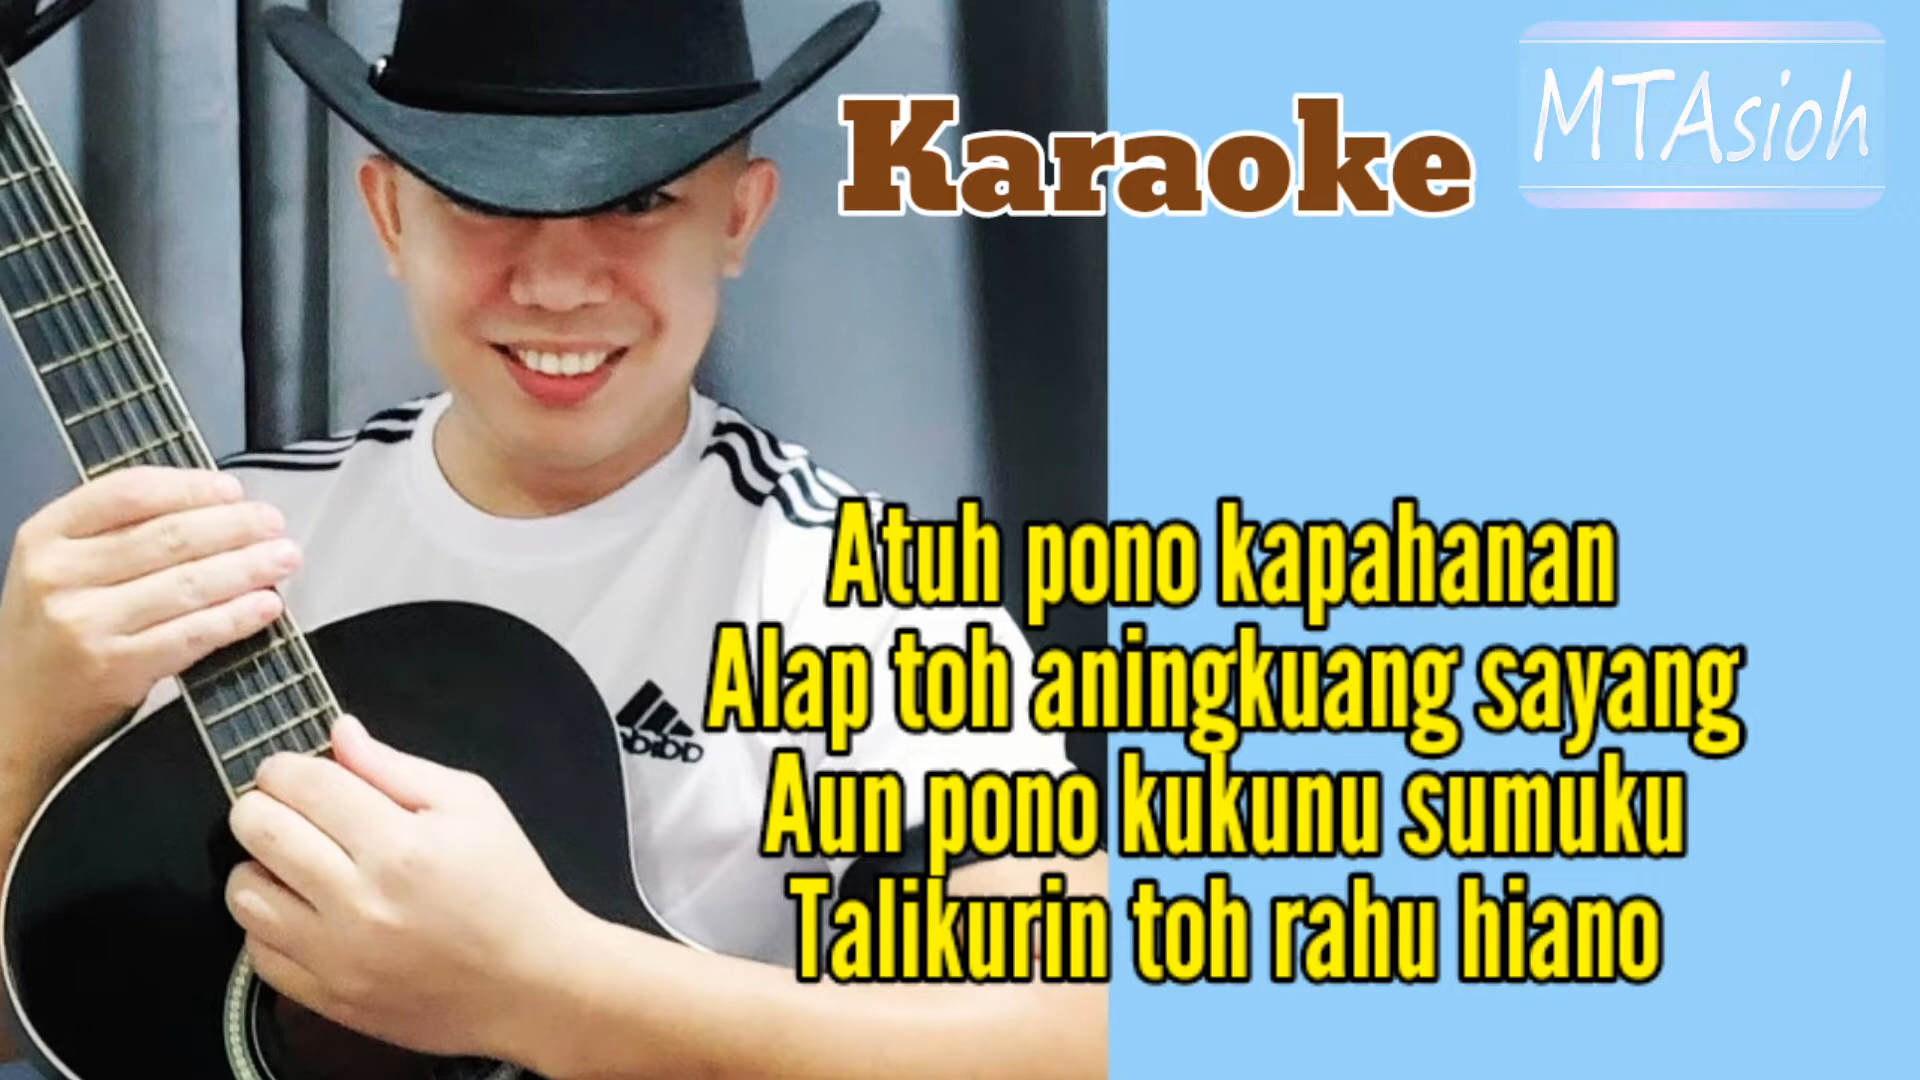 Karaoke
MTAsioh
Atuh pono kapahanan
Alap toh aningkuang sayang
Aun pono kukunu sumuku
Talikurin toh rahu hiano